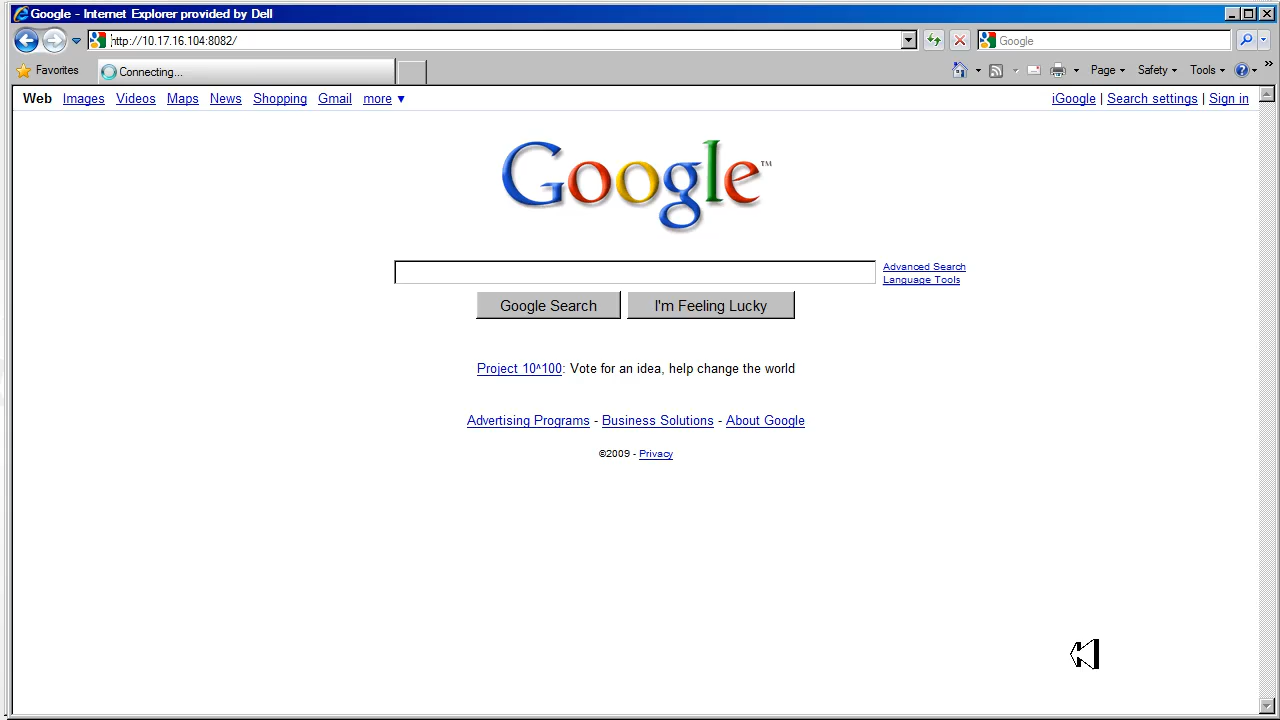 Google - Internet Explorer provided by Dell
http://10.17.16.104:8082/
Google
Favorites
Connecting...
Page
Safety
Tools
Web Images Videos Maps News Shopping Gmail more ▼
iGoogle | Search settings | Sign in
Google™
Advanced Search
Language Tools
Google Search
I'm Feeling Lucky
Project 10^100: Vote for an idea, help change the world
Advertising Programs - Business Solutions - About Google
©2009 - Privacy